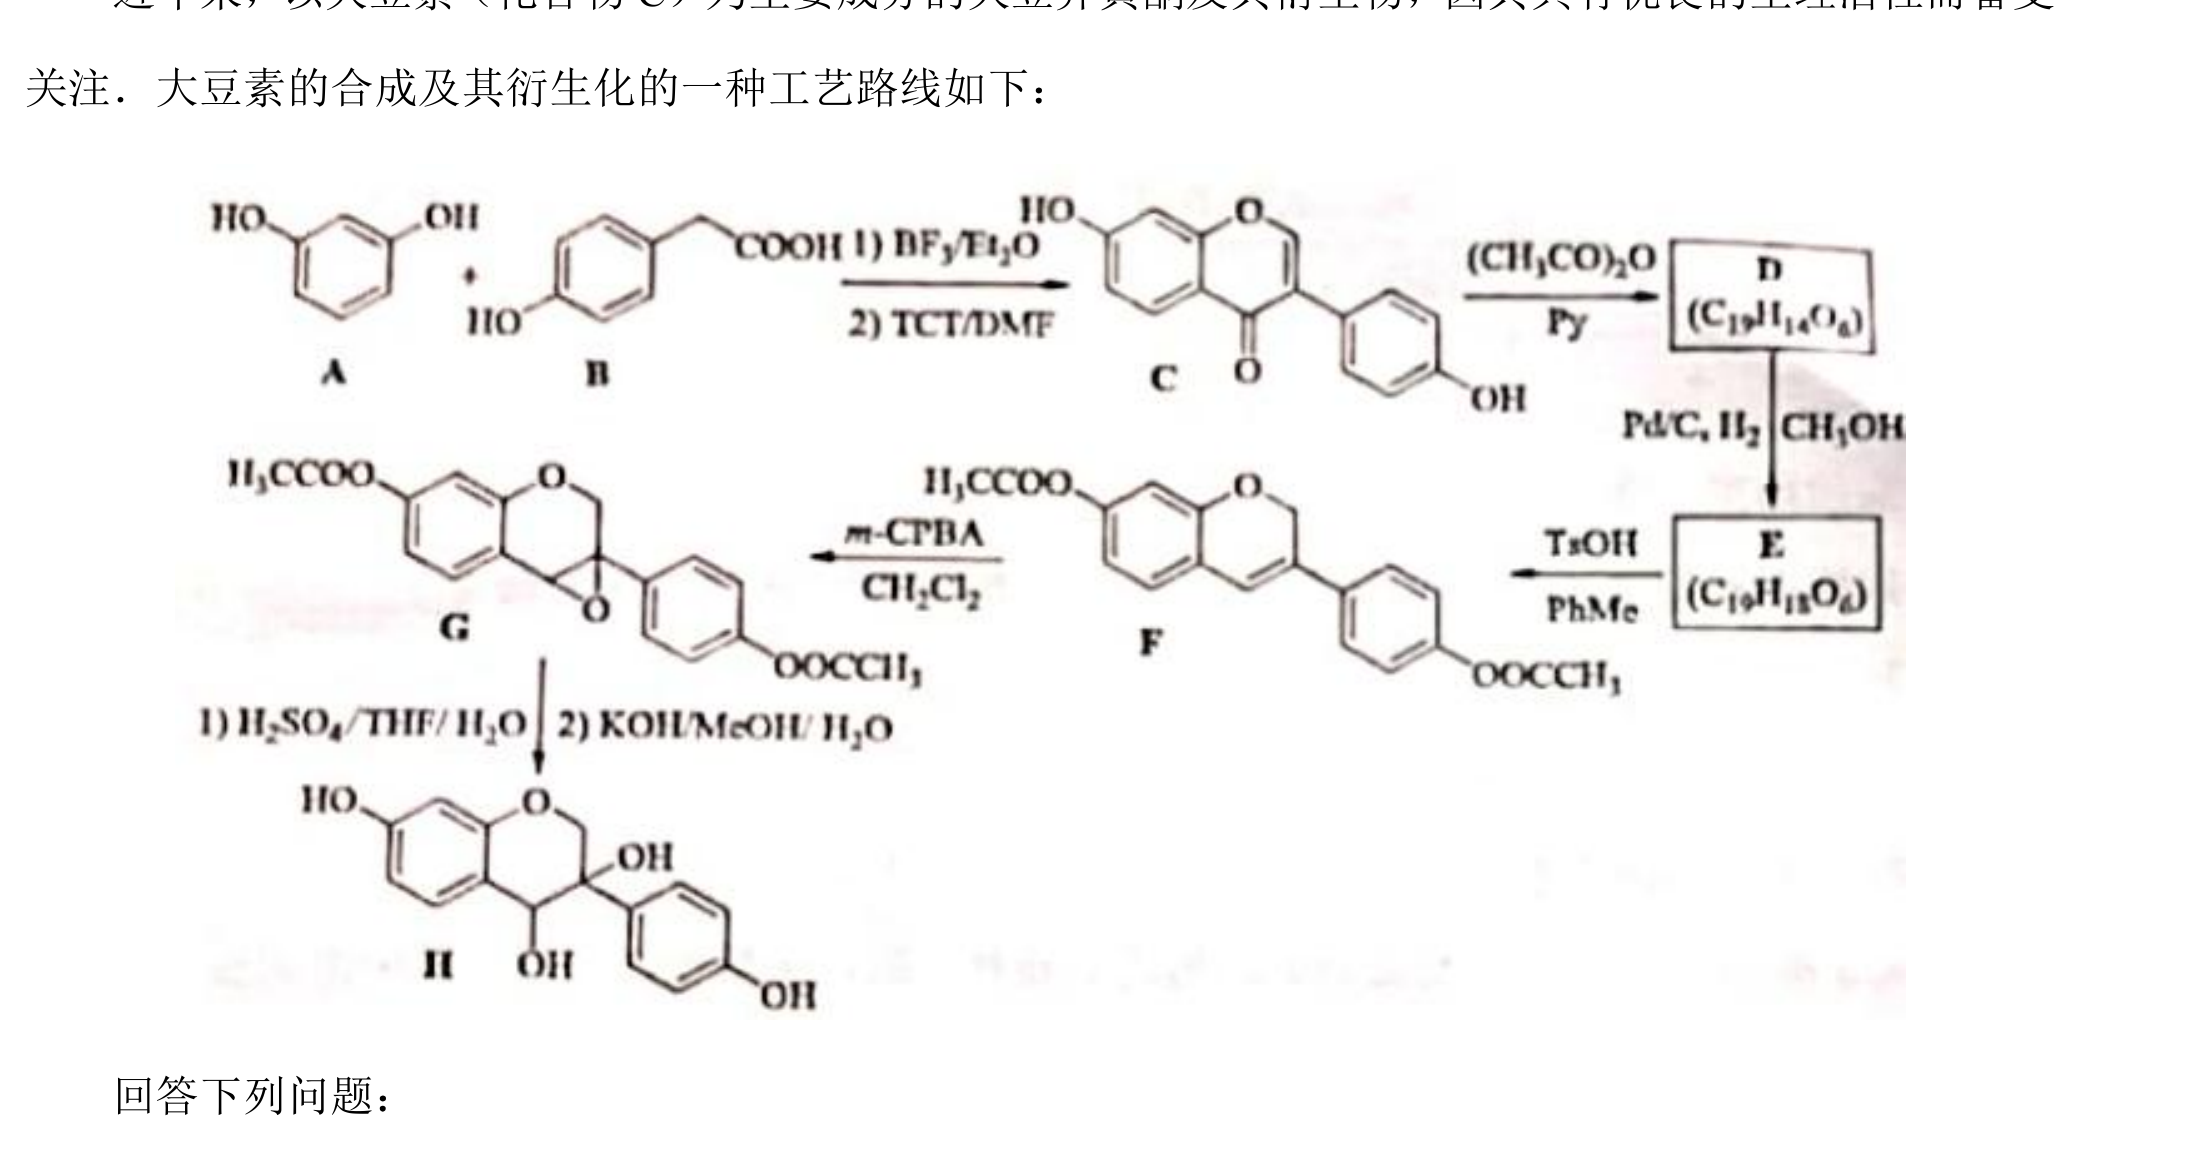 关注．大豆素的合成及其衍生化的一种工艺路线如下：
HO OH
+
HO COOH
A B
1) BF₃/Et₂O
2) TCT/DMF
HO O
O OH
C
(CH₃CO)₂O
Py
D
(C₁₉H₁₄O₆)
Pd/C, H₂ CH₃OH
E
(C₁₉H₁₈O₆)
TsOH
PhMe
H₃CCOO O
OOCCH₃
F
m-CPBA
CH₂Cl₂
H₃CCOO O
O
OOCCH₃
G
1) H₂SO₄/THF/H₂O 2) KOH/MeOH/H₂O
HO O
OH
OH
OH
H
回答下列问题：